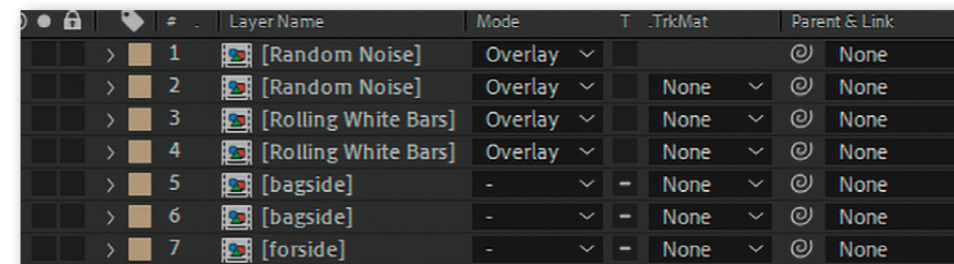 # . Layer Name Mode T .TrkMat Parent & Link
1 [Random Noise] Overlay None
2 [Random Noise] Overlay None None
3 [Rolling White Bars] Overlay None None
4 [Rolling White Bars] Overlay None None
5 [bagside] - - None None
6 [bagside] - - None None
7 [forside] - - None None